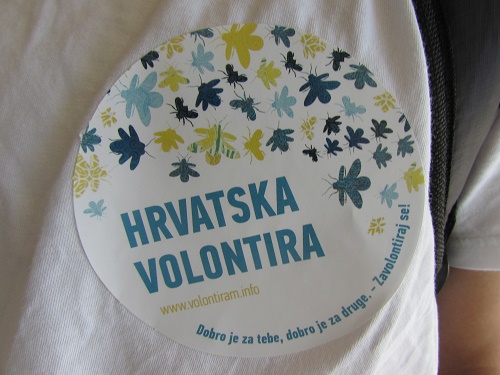 HRVATSKA
VOLONTIRA
www.volontiram.info
Dobro je za tebe, dobro je za druge. - Zavolontiraj se!